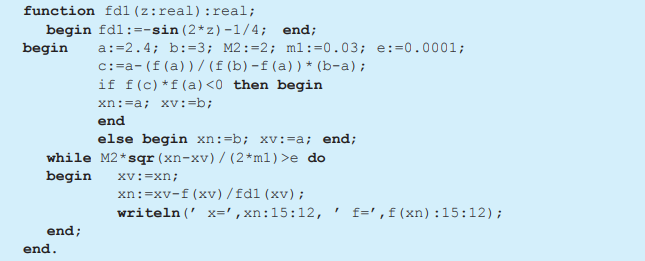 function fd1(z:real):real;
begin fd1:=-sin(2*z)-1/4; end;
begin a:=2.4; b:=3; M2:=2; m1:=0.03; e:=0.0001;
c:=a-(f(a))/(f(b)-f(a))*(b-a);
if f(c)*f(a)<0 then begin
xn:=a; xv:=b;
end
else begin xn:=b; xv:=a; end;
while M2*sqr(xn-xv)/(2*m1)>e do
begin xv:=xn;
xn:=xv-f(xv)/fd1(xv);
writeln(’ x=’,xn:15:12, ’ f=’,f(xn):15:12);
end;
end.